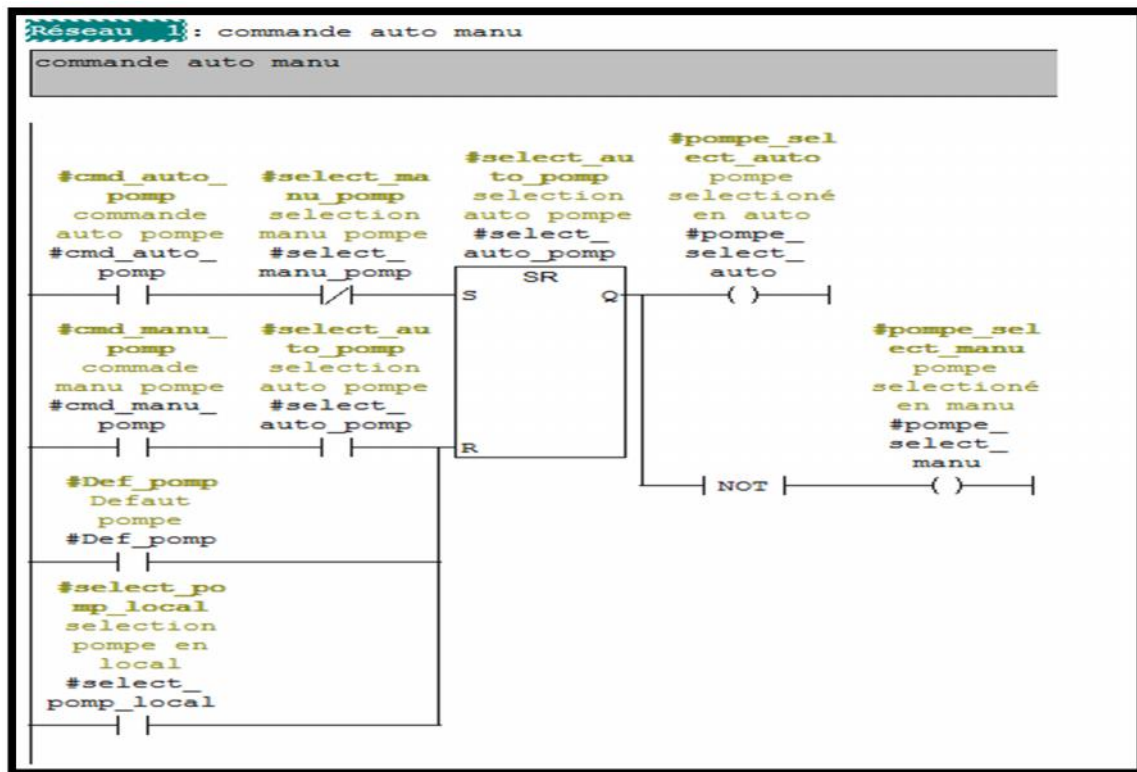 Réseau 1 : commande auto manu
commande auto manu
#cmd_auto_
pomp
commande
auto pompe
#cmd_auto_
pomp
#select_ma
nu_pomp
selection
manu pompe
#select_
manu_pomp
#select_au
to_pomp
selection
auto pompe
#select_
auto_pomp
SR
S
Q
R
#pompe_sel
ect_auto
pompe
selectioné
en auto
#pompe_
select_
auto
#cmd_manu_
pomp
commade
manu pompe
#cmd_manu_
pomp
#select_au
to_pomp
selection
auto pompe
#select_
auto_pomp
#pompe_sel
ect_manu
pompe
selectioné
en manu
#pompe_
select_
manu
NOT
#Def_pomp
Defaut
pompe
#Def_pomp
#select_po
mp_local
selection
pompe en
local
#select_
pomp_local